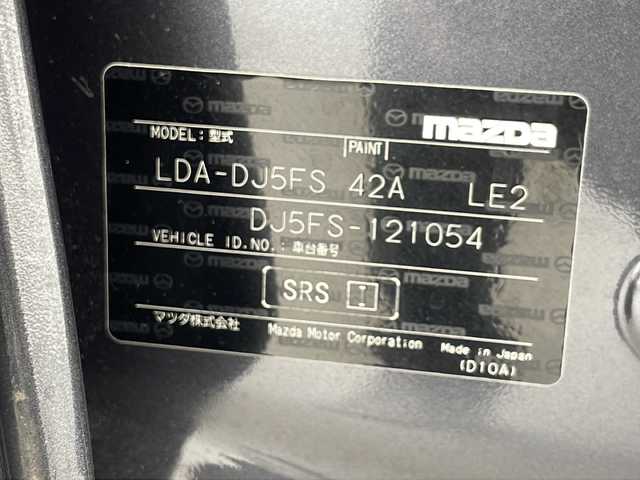 mazda
MODEL: 型式
PAINT
LDA-DJ5FS 42A LE2
DJ5FS-121054
VEHICLE ID.NO.: 車台番号
SRS
マツダ株式会社 Mazda Motor Corporation Made in Japan
(D10A)